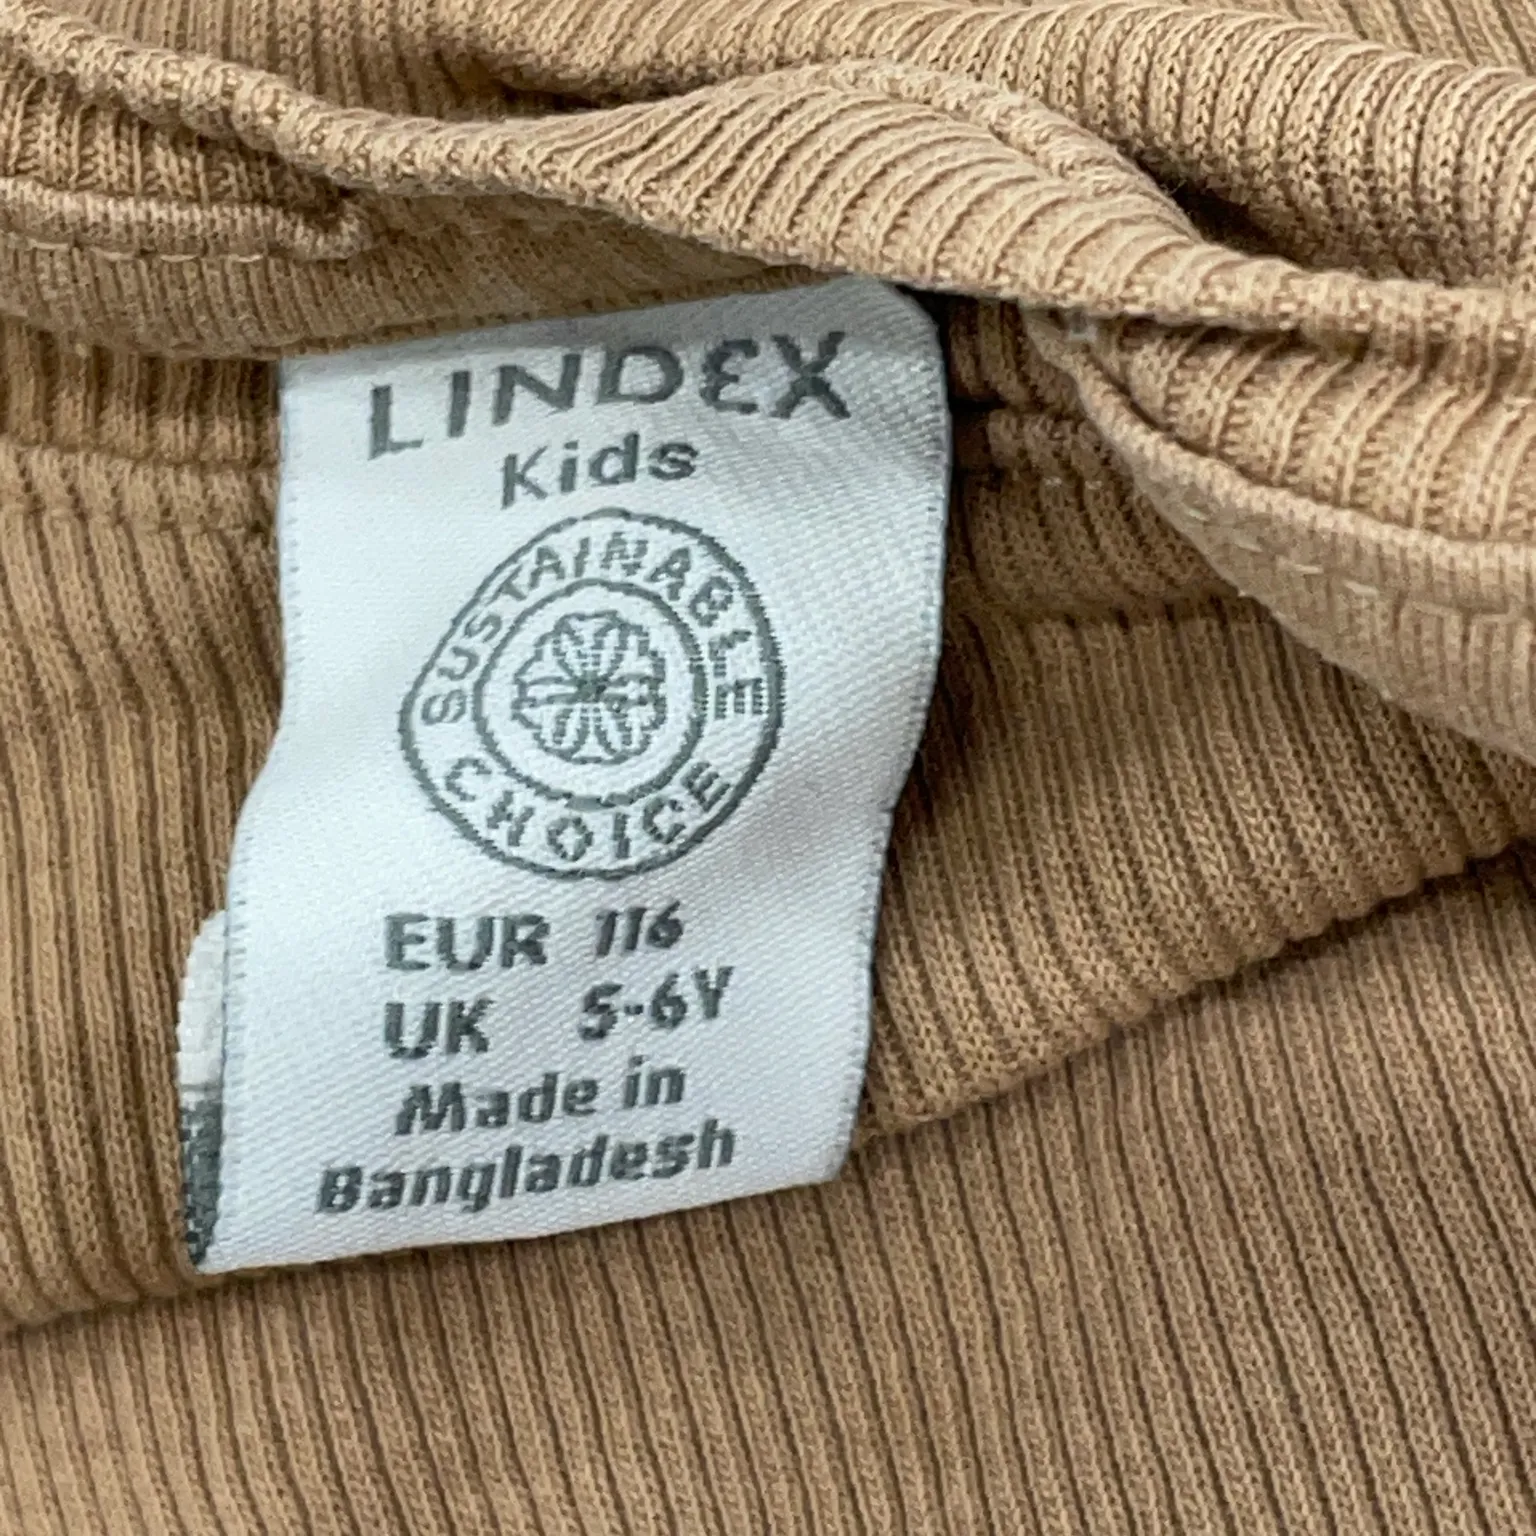 LINDEX
Kids
SUSTAINABLE
CHOICE
EUR 116
UK 5-6Y
Made in
Bangladesh